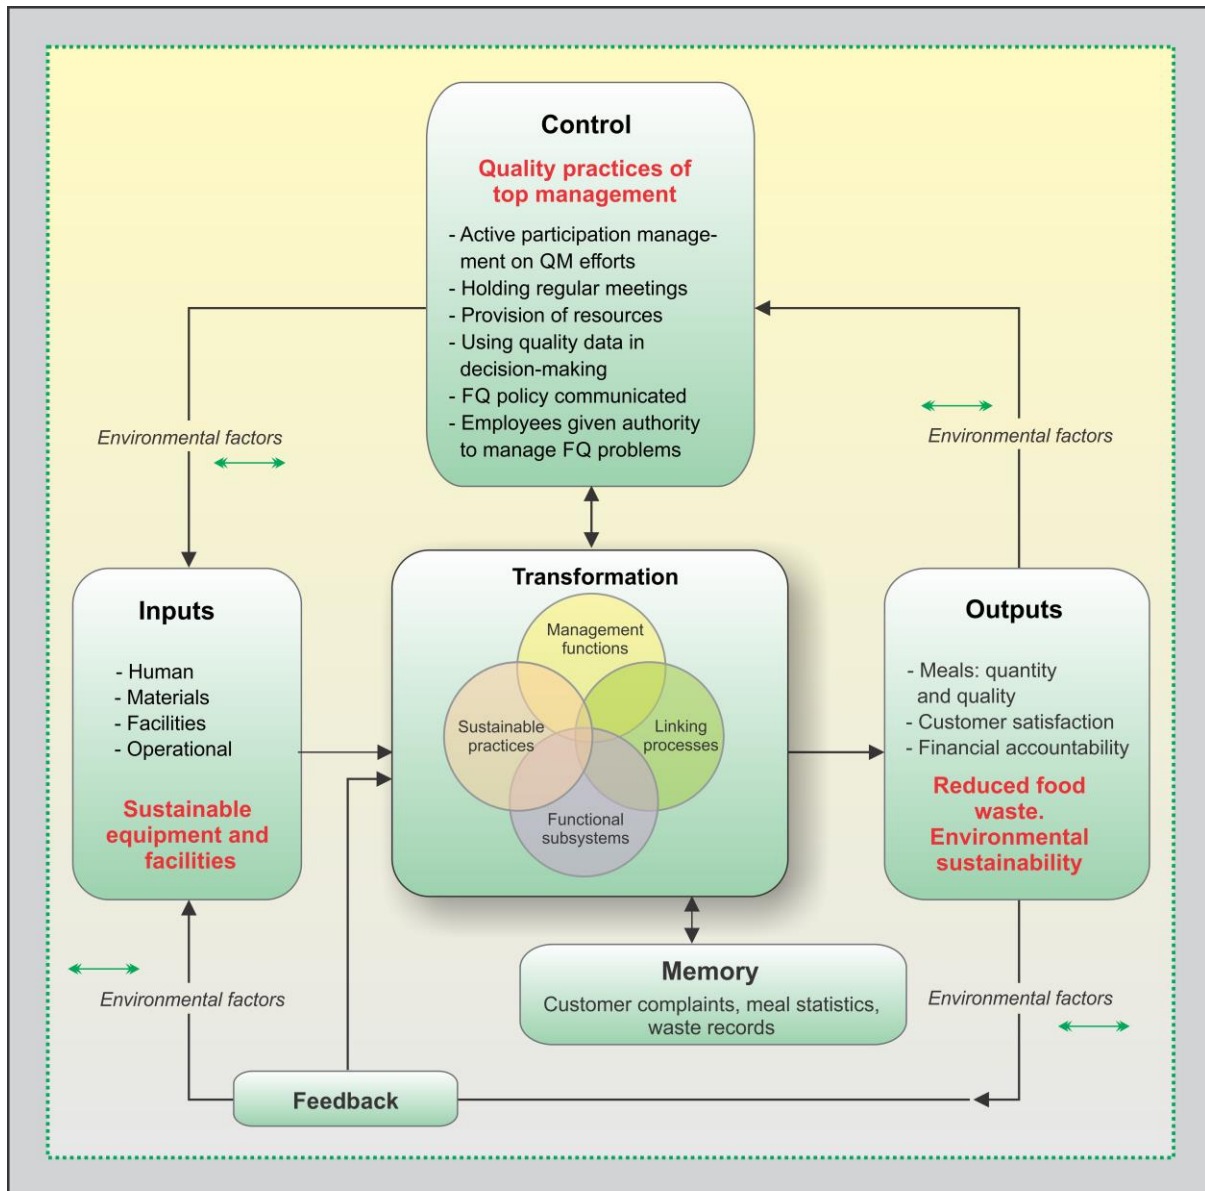 Control
Quality practices of
top management
- Active participation manage-
ment on QM efforts
- Holding regular meetings
- Provision of resources
- Using quality data in
decision-making
- FQ policy communicated
- Employees given authority
to manage FQ problems
Environmental factors
Environmental factors
Inputs
- Human
- Materials
- Facilities
- Operational
Sustainable
equipment and
facilities
Transformation
Management
functions
Sustainable
practices
Linking
processes
Functional
subsystems
Outputs
- Meals: quantity
and quality
- Customer satisfaction
- Financial accountability
Reduced food
waste.
Environmental
sustainability
Memory
Customer complaints, meal statistics,
waste records
Environmental factors
Environmental factors
Feedback